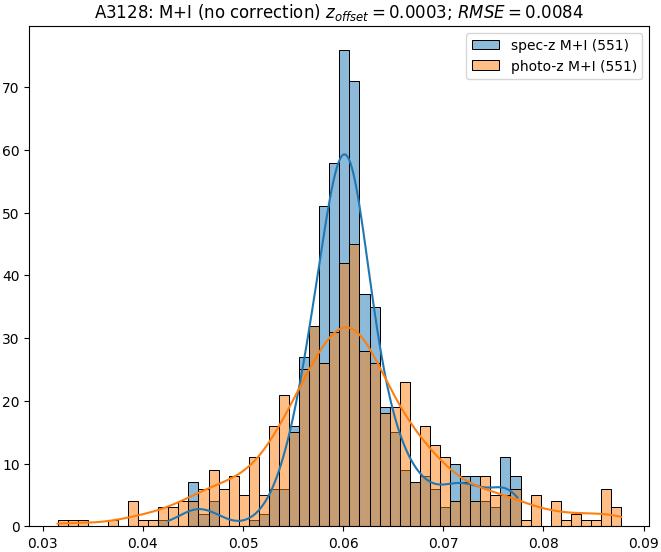 A3128: M+I (no correction) z_offset = 0.0003; RMSE = 0.0084
spec-z M+I (551)
photo-z M+I (551)
70
60
50
40
30
20
10
0
0.03 0.04 0.05 0.06 0.07 0.08 0.09